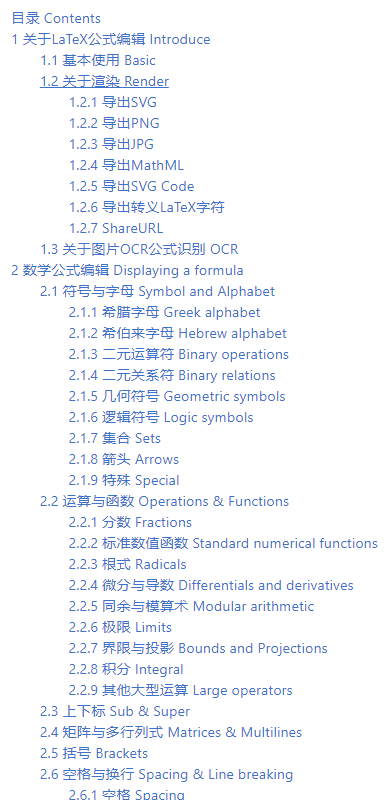 目录 Contents
1 关于LaTeX公式编辑 Introduce
1.1 基本使用 Basic
1.2 关于渲染 Render
1.2.1 导出SVG
1.2.2 导出PNG
1.2.3 导出JPG
1.2.4 导出MathML
1.2.5 导出SVG Code
1.2.6 导出转义LaTeX字符
1.2.7 ShareURL
1.3 关于图片OCR公式识别 OCR
2 数学公式编辑 Displaying a formula
2.1 符号与字母 Symbol and Alphabet
2.1.1 希腊字母 Greek alphabet
2.1.2 希伯来字母 Hebrew alphabet
2.1.3 二元运算符 Binary operations
2.1.4 二元关系符 Binary relations
2.1.5 几何符号 Geometric symbols
2.1.6 逻辑符号 Logic symbols
2.1.7 集合 Sets
2.1.8 箭头 Arrows
2.1.9 特殊 Special
2.2 运算与函数 Operations & Functions
2.2.1 分数 Fractions
2.2.2 标准数值函数 Standard numerical functions
2.2.3 根式 Radicals
2.2.4 微分与导数 Differentials and derivatives
2.2.5 同余与模算术 Modular arithmetic
2.2.6 极限 Limits
2.2.7 界限与投影 Bounds and Projections
2.2.8 积分 Integral
2.2.9 其他大型运算 Large operators
2.3 上下标 Sub & Super
2.4 矩阵与多行列式 Matrices & Multilines
2.5 括号 Brackets
2.6 空格与换行 Spacing & Line breaking
2.6.1 空格 Spacing